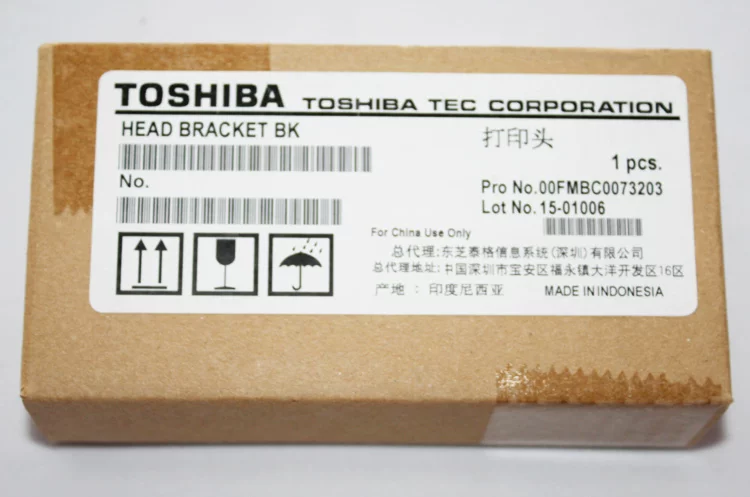 TOSHIBA TOSHIBA TEC CORPORATION
HEAD BRACKET BK
打印头
1 pcs.
No.
Pro No.00FMBC0073203
Lot No.15-01006
For China Use Only
总代理:东芝泰格信息系统(深圳)有限公司
总代理地址:中国深圳市宝安区福永镇大洋开发区16区
产地:印度尼西亚 MADE IN INDONESIA